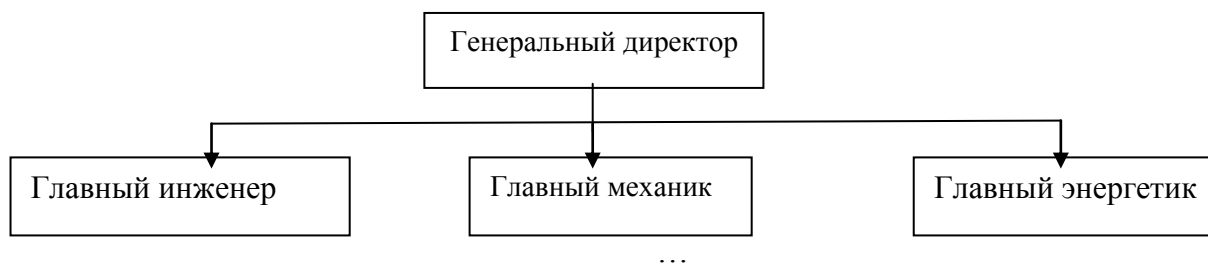 Генеральный директор
Главный инженер
Главный механик
Главный энергетик
…